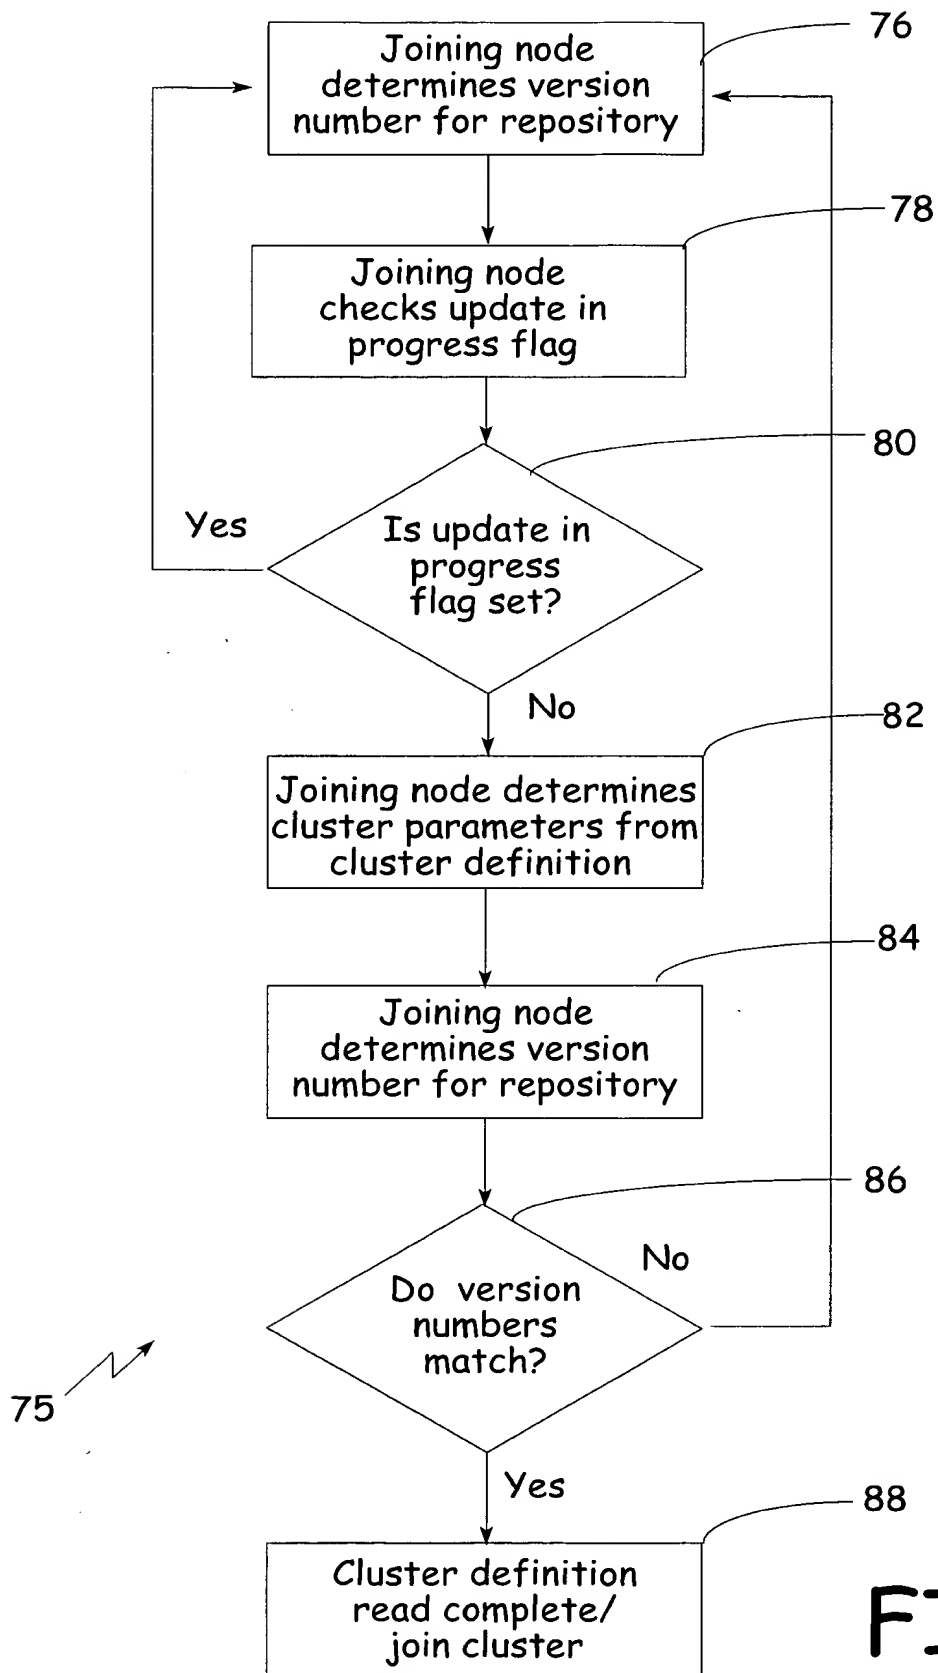 Joining node
determines version
number for repository
76
Joining node
checks update in
progress flag
78
80
Yes
Is update in
progress
flag set?
No
82
Joining node determines
cluster parameters from
cluster definition
84
Joining node
determines version
number for repository
86
No
Do version
numbers
match?
75
Yes
88
Cluster definition
read complete/
join cluster